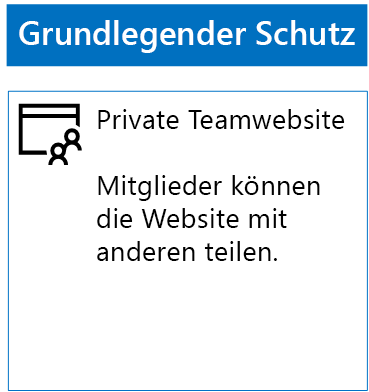 Grundlegender Schutz
Private Teamwebsite
Mitglieder können
die Website mit
anderen teilen.